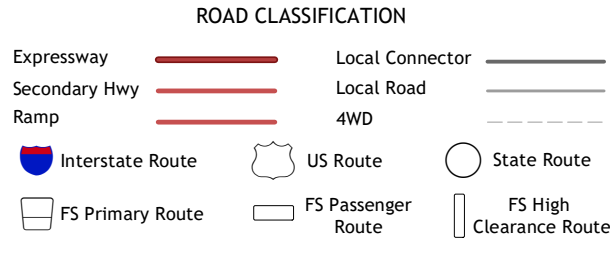 ROAD CLASSIFICATION
Expressway
Local Connector
Secondary Hwy
Local Road
Ramp
4WD
Interstate Route
US Route
State Route
FS Primary Route
FS Passenger
Route
FS High
Clearance Route